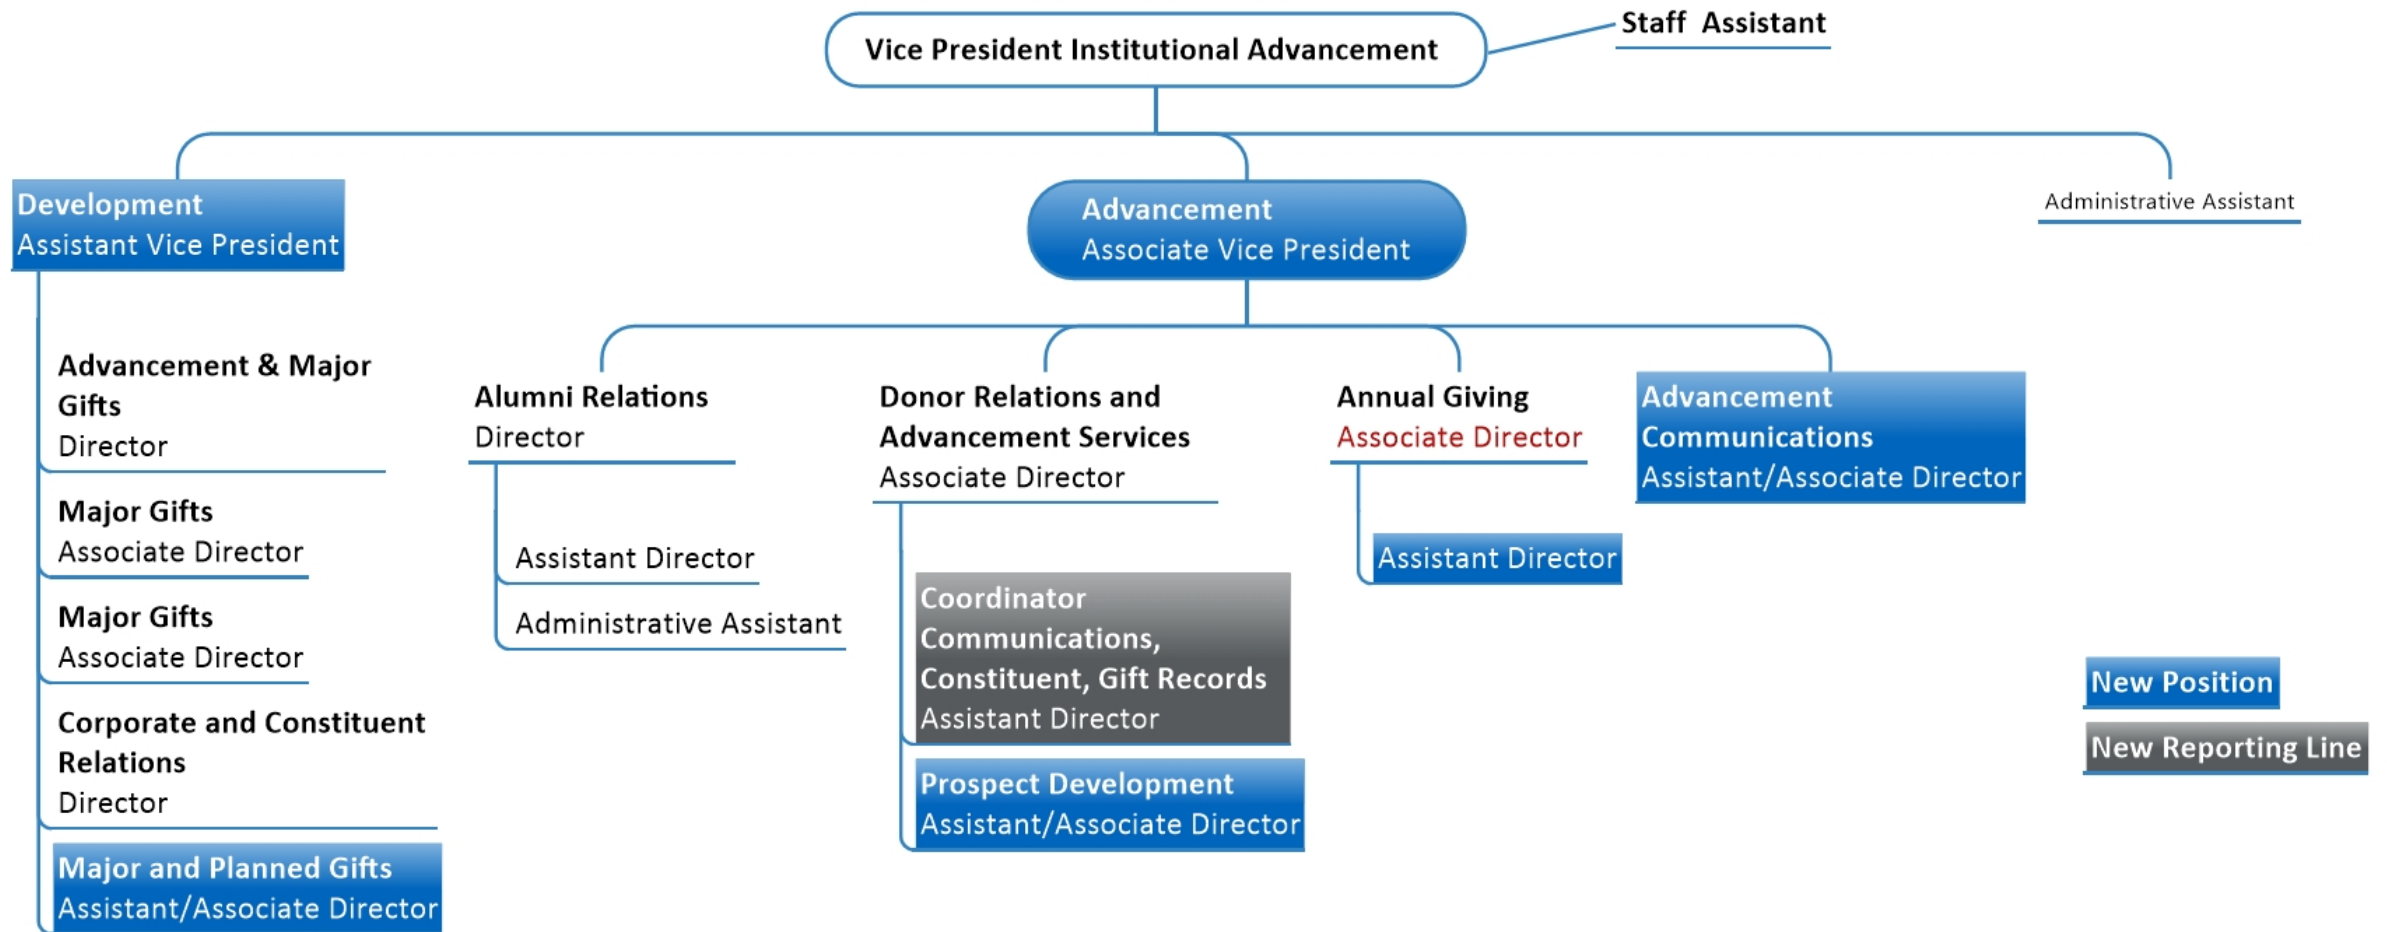 Vice President Institutional Advancement
Staff Assistant
Development
Assistant Vice President
Advancement
Associate Vice President
Administrative Assistant
Advancement & Major
Gifts
Director
Major Gifts
Associate Director
Major Gifts
Associate Director
Corporate and Constituent
Relations
Director
Major and Planned Gifts
Assistant/Associate Director
Alumni Relations
Director
Assistant Director
Administrative Assistant
Donor Relations and
Advancement Services
Associate Director
Coordinator
Communications,
Constituent, Gift Records
Assistant Director
Prospect Development
Assistant/Associate Director
Annual Giving
Associate Director
Assistant Director
Advancement
Communications
Assistant/Associate Director
New Position
New Reporting Line